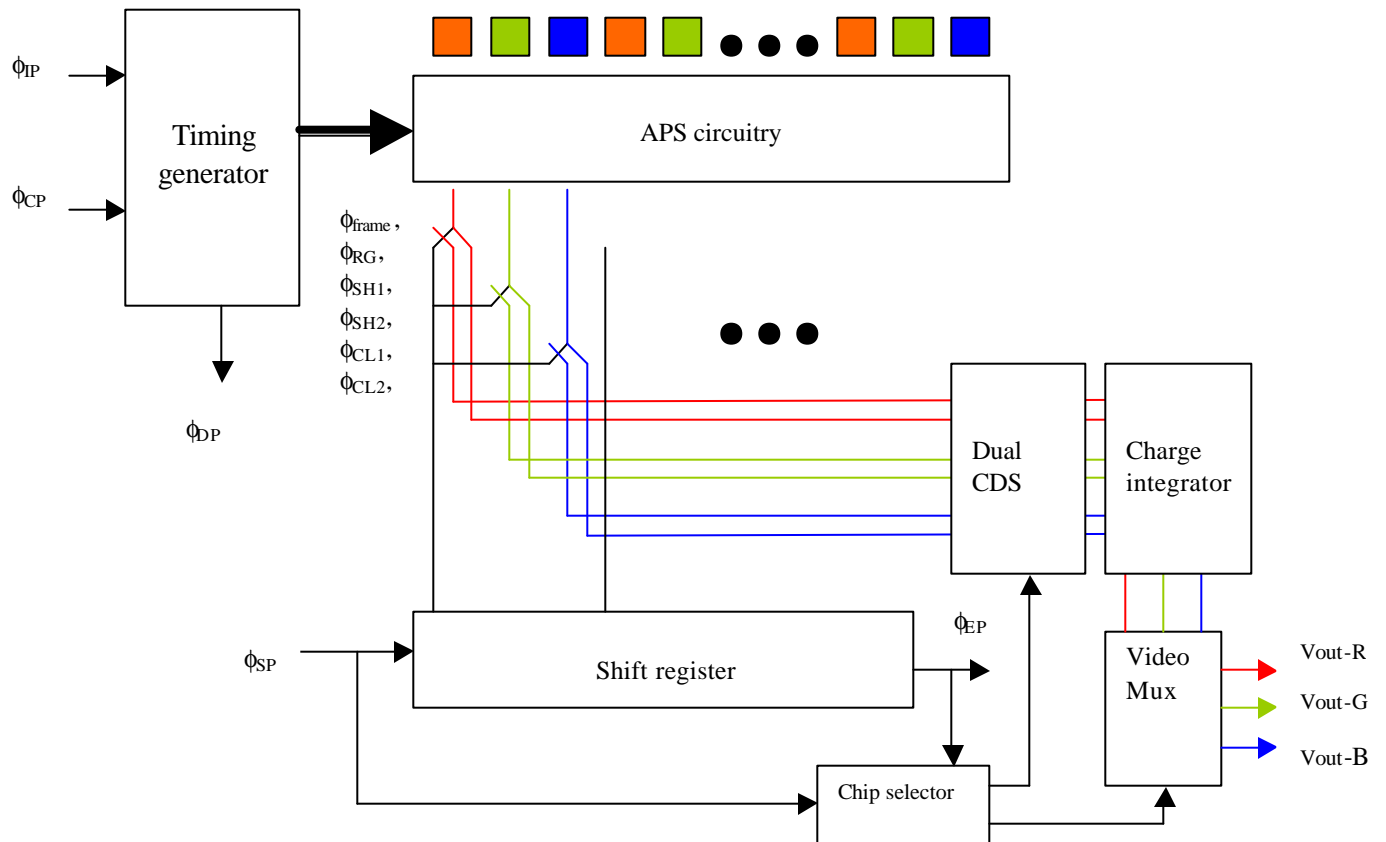 ϕIP
Timing
generator
APS circuitry
ϕCP
ϕframe,
ϕRG,
ϕSH1,
ϕSH2,
ϕCL1,
ϕCL2,
ϕDP
Dual
CDS
Charge
integrator
ϕSP
Shift register
ϕEP
Video
Mux
Vout-R
Vout-G
Vout-B
Chip selector